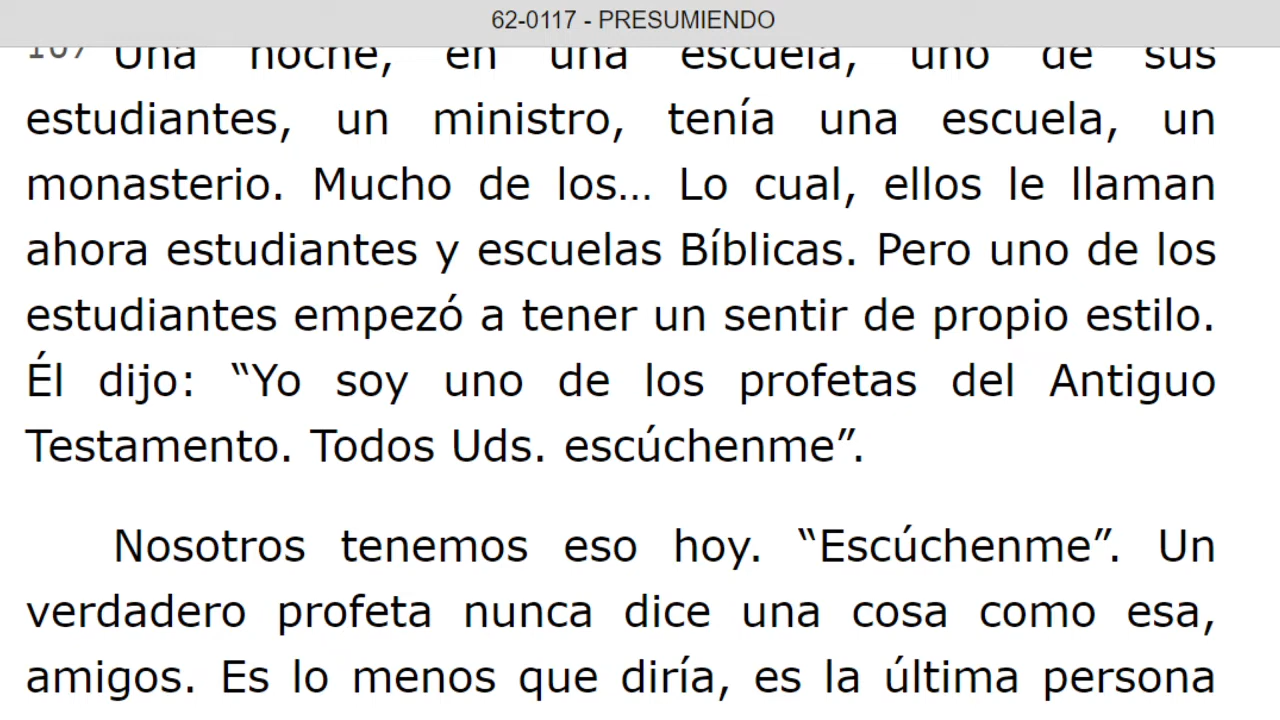 62-0117 - PRESUMIENDO
167 Una noche, en una escuela, uno de sus
estudiantes, un ministro, tenía una escuela, un
monasterio. Mucho de los… Lo cual, ellos le llaman
ahora estudiantes y escuelas Bíblicas. Pero uno de los
estudiantes empezó a tener un sentir de propio estilo.
Él dijo: “Yo soy uno de los profetas del Antiguo
Testamento. Todos Uds. escúchenme”.
Nosotros tenemos eso hoy. “Escúchenme”. Un
verdadero profeta nunca dice una cosa como esa,
amigos. Es lo menos que diría, es la última persona